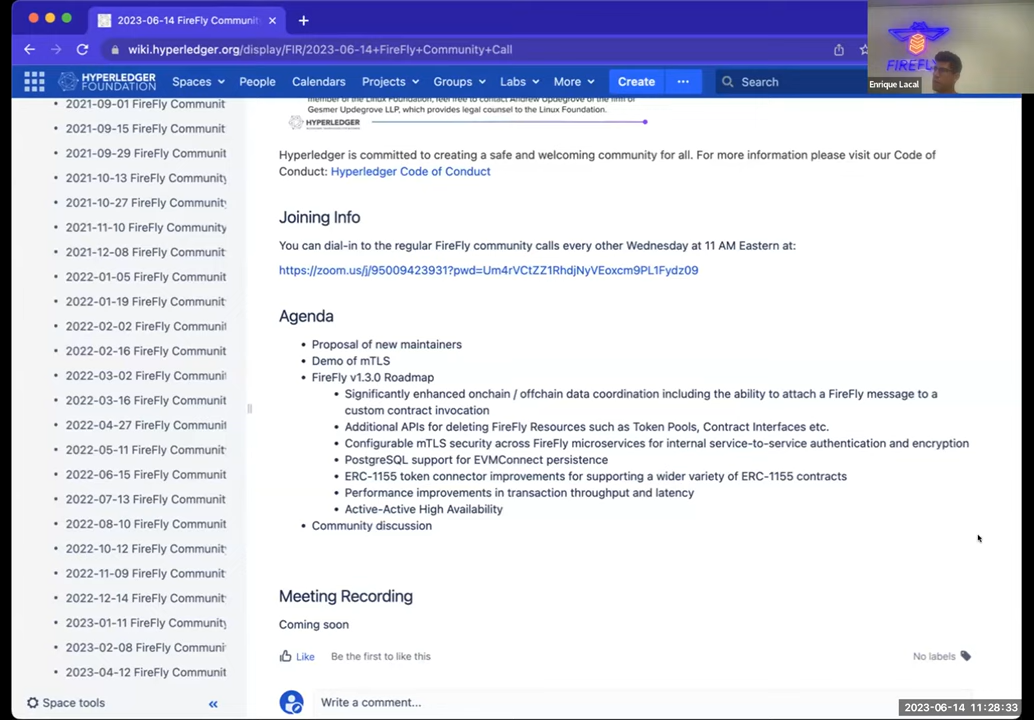 2023-06-14 FireFly Communit
wiki.hyperledger.org/display/FIR/2023-06-14+FireFly+Community+Call
FIREFLY
Enrique Lacal
HYPERLEDGER
FOUNDATION
Spaces
People
Calendars
Projects
Groups
Labs
More
Create
Search
2021-09-01 FireFly Communit
2021-09-15 FireFly Communit
2021-09-29 FireFly Communit
2021-10-13 FireFly Community
2021-10-27 FireFly Community
2021-11-10 FireFly Community
2021-12-08 FireFly Communit
2022-01-05 FireFly Communit
2022-01-19 FireFly Communit
2022-02-02 FireFly Communit
2022-02-16 FireFly Communit
2022-03-02 FireFly Communit
2022-03-16 FireFly Communit
2022-04-27 FireFly Communit
2022-05-11 FireFly Communit
2022-06-15 FireFly Communit
2022-07-13 FireFly Communit
2022-08-10 FireFly Communit
2022-10-12 FireFly Communit
2022-11-09 FireFly Communit
2022-12-14 FireFly Communit
2023-01-11 FireFly Community
2023-02-08 FireFly Communi
2023-04-12 FireFly Communit
Space tools
member of the Linux Foundation, feel free to contact Andrew Updegrove of the firm of
Gesmer Updegrove LLP, which provides legal counsel to the Linux Foundation.
HYPERLEDGER
Hyperledger is committed to creating a safe and welcoming community for all. For more information please visit our Code of
Conduct: Hyperledger Code of Conduct
Joining Info
You can dial-in to the regular FireFly community calls every other Wednesday at 11 AM Eastern at:
https://zoom.us/j/95009423931?pwd=Um4rVCtZZ1RhdjNyVEoxcm9PL1Fydz09
Agenda
• Proposal of new maintainers
• Demo of mTLS
• FireFly v1.3.0 Roadmap
• Significantly enhanced onchain / offchain data coordination including the ability to attach a FireFly message to a
custom contract invocation
• Additional APIs for deleting FireFly Resources such as Token Pools, Contract Interfaces etc.
• Configurable mTLS security across FireFly microservices for internal service-to-service authentication and encryption
• PostgreSQL support for EVMConnect persistence
• ERC-1155 token connector improvements for supporting a wider variety of ERC-1155 contracts
• Performance improvements in transaction throughput and latency
• Active-Active High Availability
• Community discussion
Meeting Recording
Coming soon
Like
Be the first to like this
No labels
Write a comment...
2023-06-14 11:28:33